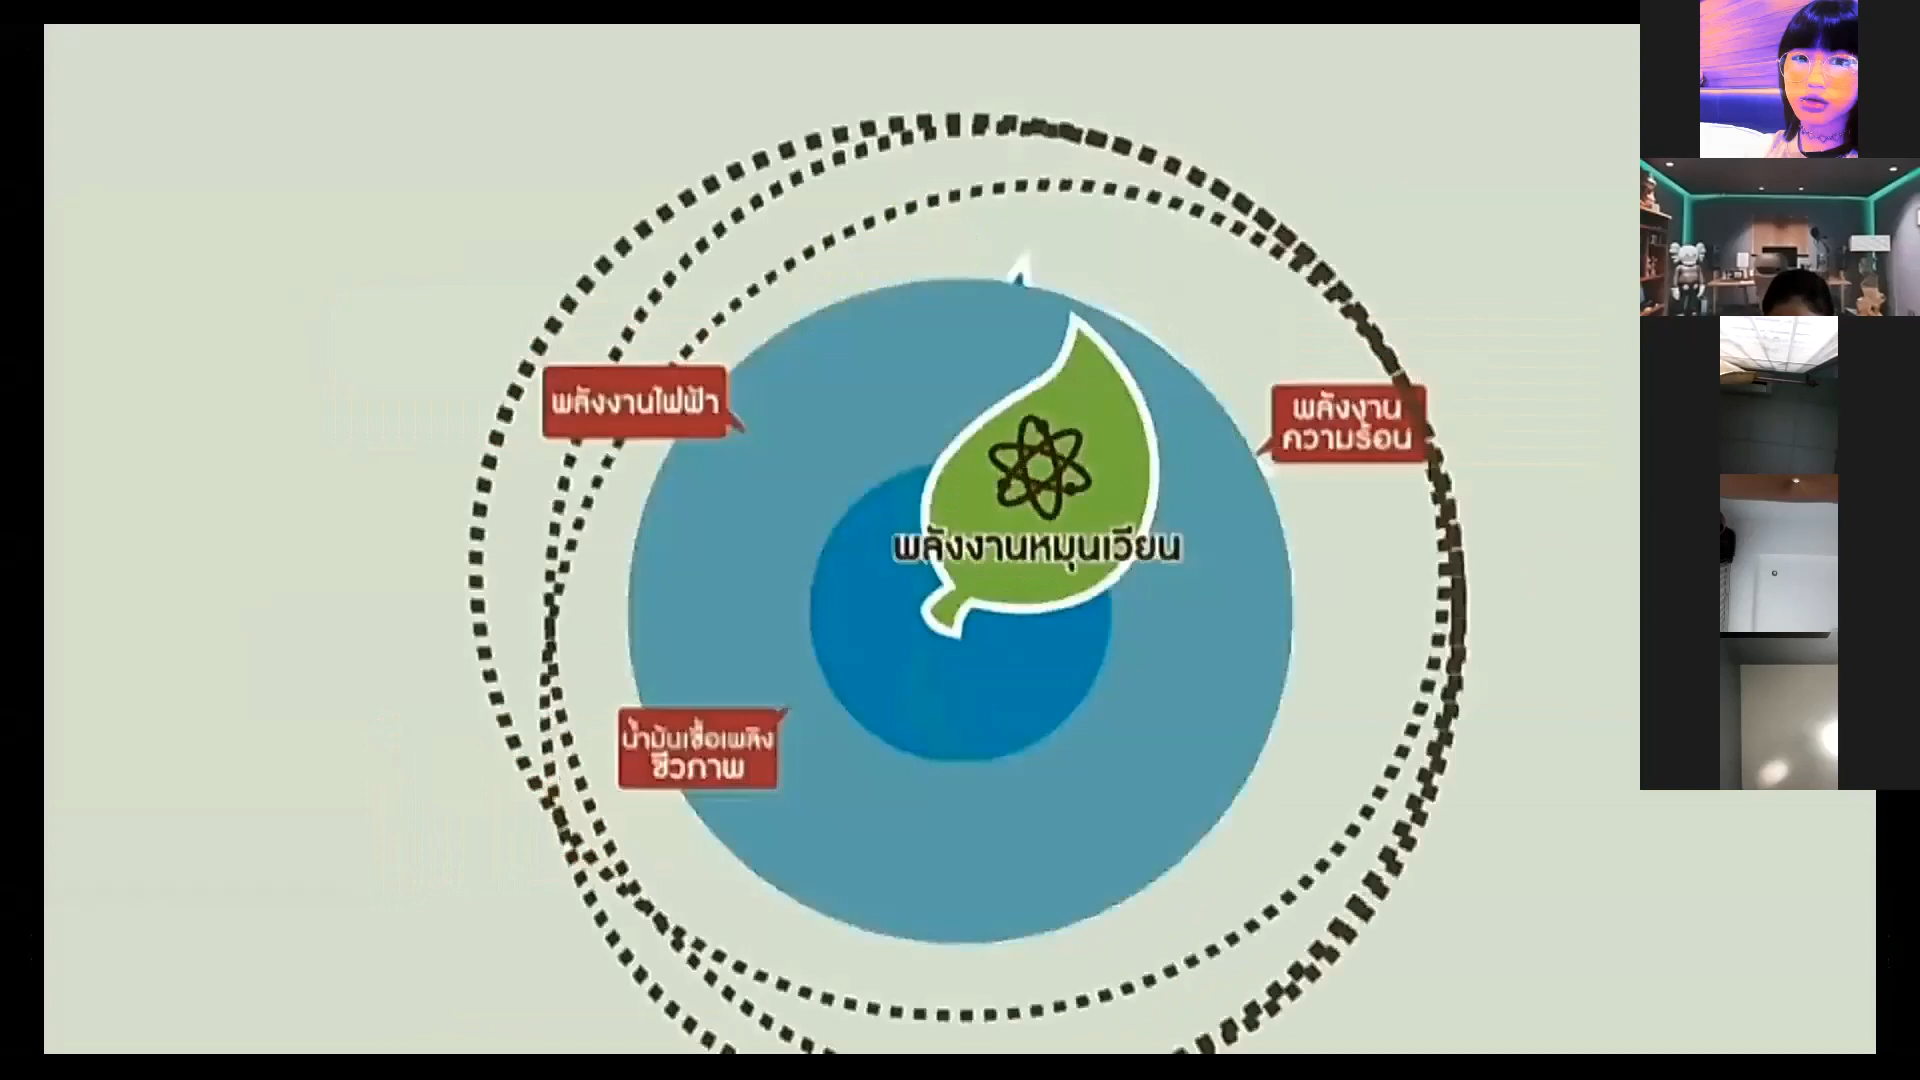 พลังงานไฟฟ้า
พลังงาน
ความร้อน
พลังงานหมุนเวียน
น้ำมันเชื้อเพลิง
ชีวภาพ